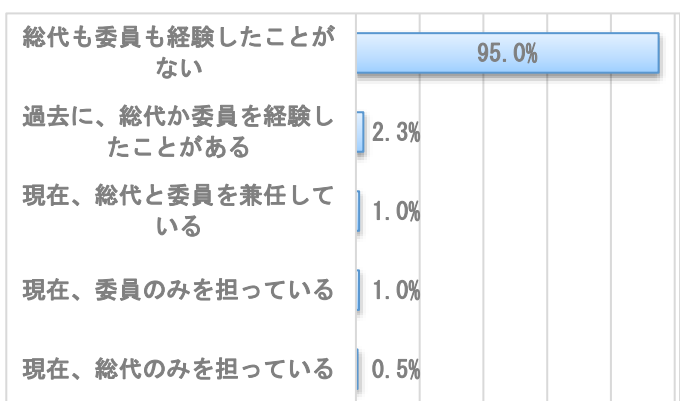 総代も委員も経験したことが
ない
95.0%
過去に、総代か委員を経験し
たことがある
2.3%
現在、総代と委員を兼任して
いる
1.0%
現在、委員のみを担っている
1.0%
現在、総代のみを担っている
0.5%